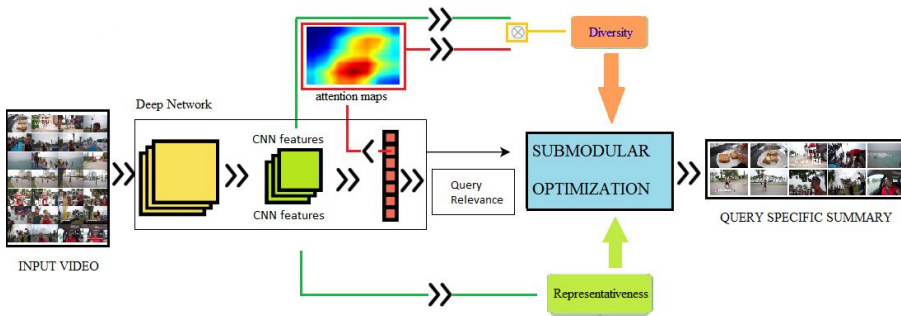 Diversity
attention maps
Deep Network
CNN features
CNN features
Query
Relevance
SUBMODULAR
OPTIMIZATION
INPUT VIDEO
QUERY SPECIFIC SUMMARY
Representativeness